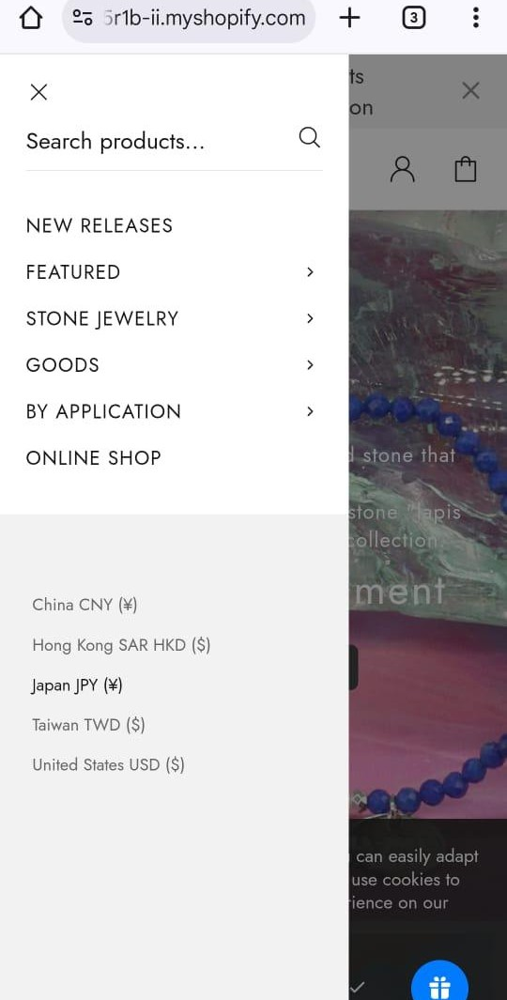 5r1b-ii.myshopify.com
3
ts
on
Search products...
NEW RELEASES
FEATURED
STONE JEWELRY
GOODS
BY APPLICATION
ONLINE SHOP
stone that
stone "lapis
collection.
ment
China CNY (¥)
Hong Kong SAR HKD ($)
Japan JPY (¥)
Taiwan TWD ($)
United States USD ($)
can easily adapt
use cookies to
rience on our